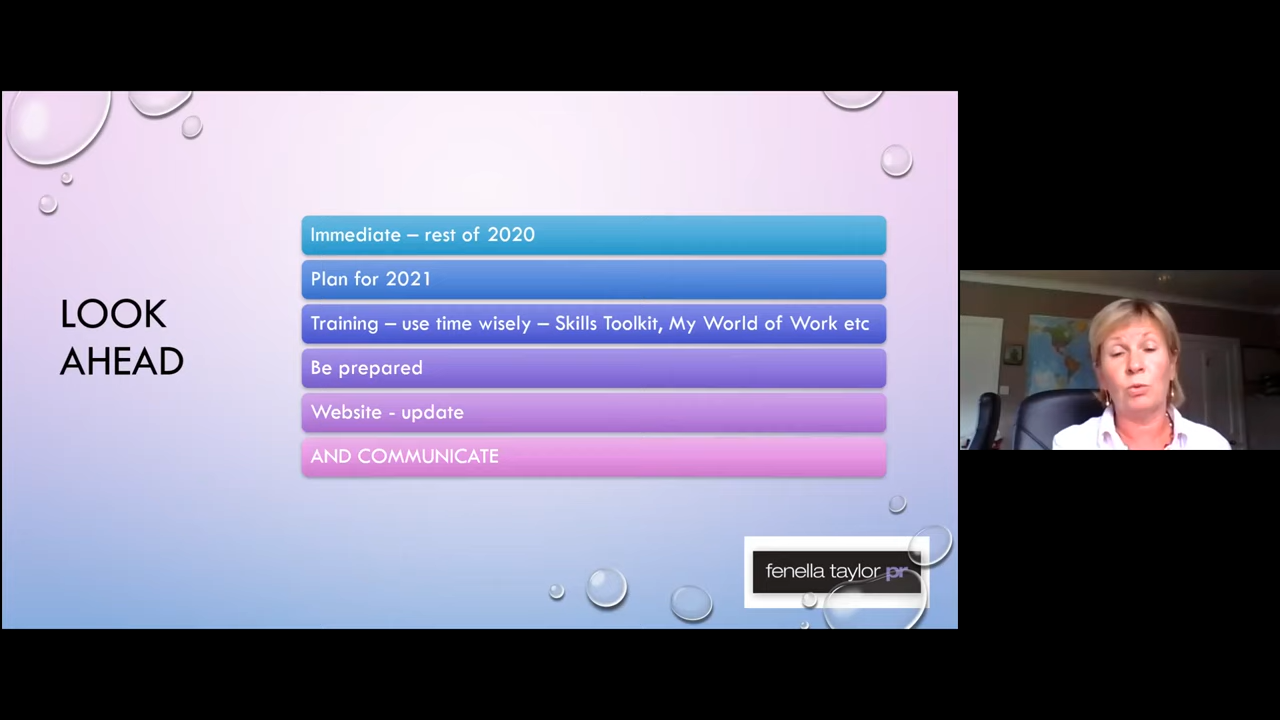 LOOK
AHEAD
Immediate – rest of 2020
Plan for 2021
Training – use time wisely – Skills Toolkit, My World of Work etc
Be prepared
Website - update
AND COMMUNICATE
fenella taylor pr